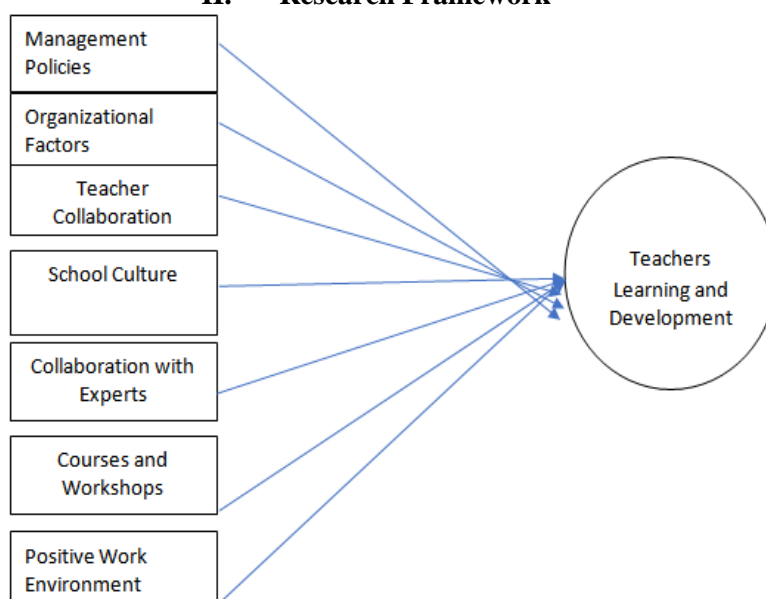 II. Research Framework
Management
Policies
Organizational
Factors
Teacher
Collaboration
School Culture
Collaboration with
Experts
Courses and
Workshops
Positive Work
Environment
Teachers
Learning and
Development